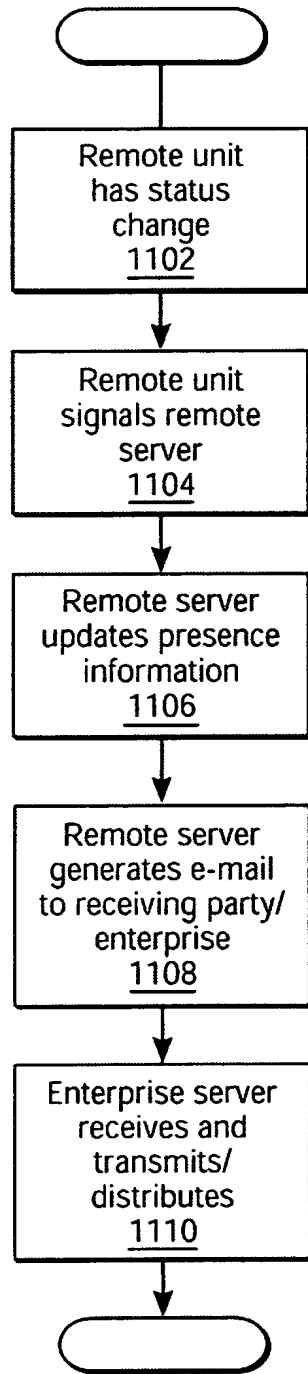 Remote unit
has status
change
1102
Remote unit
signals remote
server
1104
Remote server
updates presence
information
1106
Remote server
generates e-mail
to receiving party/
enterprise
1108
Enterprise server
receives and
transmits/
distributes
1110